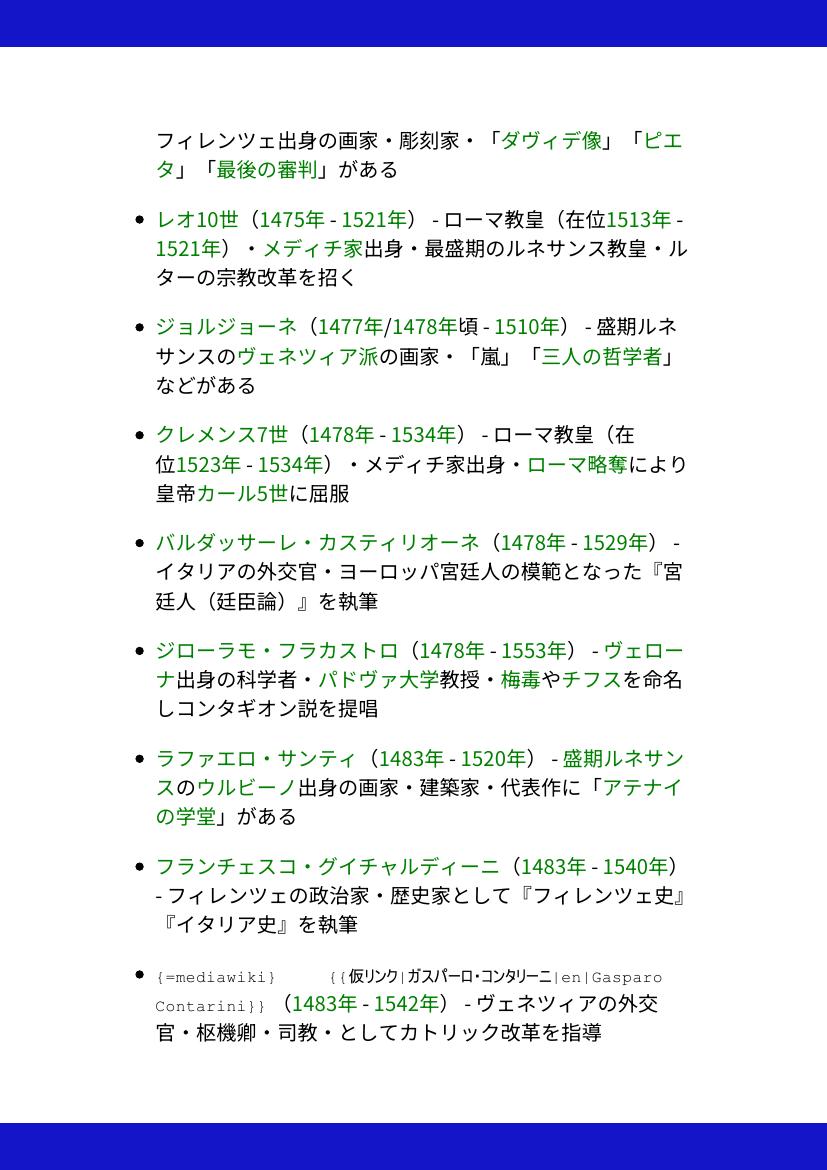 フィレンツェ出身の画家・彫刻家・「ダヴィデ像」「ピエ
タ」「最後の審判」がある
• レオ10世（1475年 - 1521年） - ローマ教皇（在位1513年 -
1521年）・メディチ家出身・最盛期のルネサンス教皇・ル
ターの宗教改革を招く
• ジョルジョーネ（1477年/1478年頃 - 1510年） - 盛期ルネ
サンスのヴェネツィア派の画家・「嵐」「三人の哲学者」
などがある
• クレメンス7世（1478年 - 1534年） - ローマ教皇（在
位1523年 - 1534年）・メディチ家出身・ローマ略奪により
皇帝カール5世に屈服
• バルダッサーレ・カスティリオーネ（1478年 - 1529年） -
イタリアの外交官・ヨーロッパ宮廷人の模範となった『宮
廷人（廷臣論）』を執筆
• ジローラモ・フラカストロ（1478年 - 1553年） - ヴェロー
ナ出身の科学者・パドヴァ大学教授・梅毒やチフスを命名
しコンタギオン説を提唱
• ラファエロ・サンティ（1483年 - 1520年） - 盛期ルネサン
スのウルビーノ出身の画家・建築家・代表作に「アテナイ
の学堂」がある
• フランチェスコ・グイチャルディーニ（1483年 - 1540年）
- フィレンツェの政治家・歴史家として『フィレンツェ史』
『イタリア史』を執筆
• {=mediawiki} {{仮リンク|ガスパーロ・コンタリーニ|en|Gasparo
Contarini}}（1483年 - 1542年） - ヴェネツィアの外交
官・枢機卿・司教・としてカトリック改革を指導